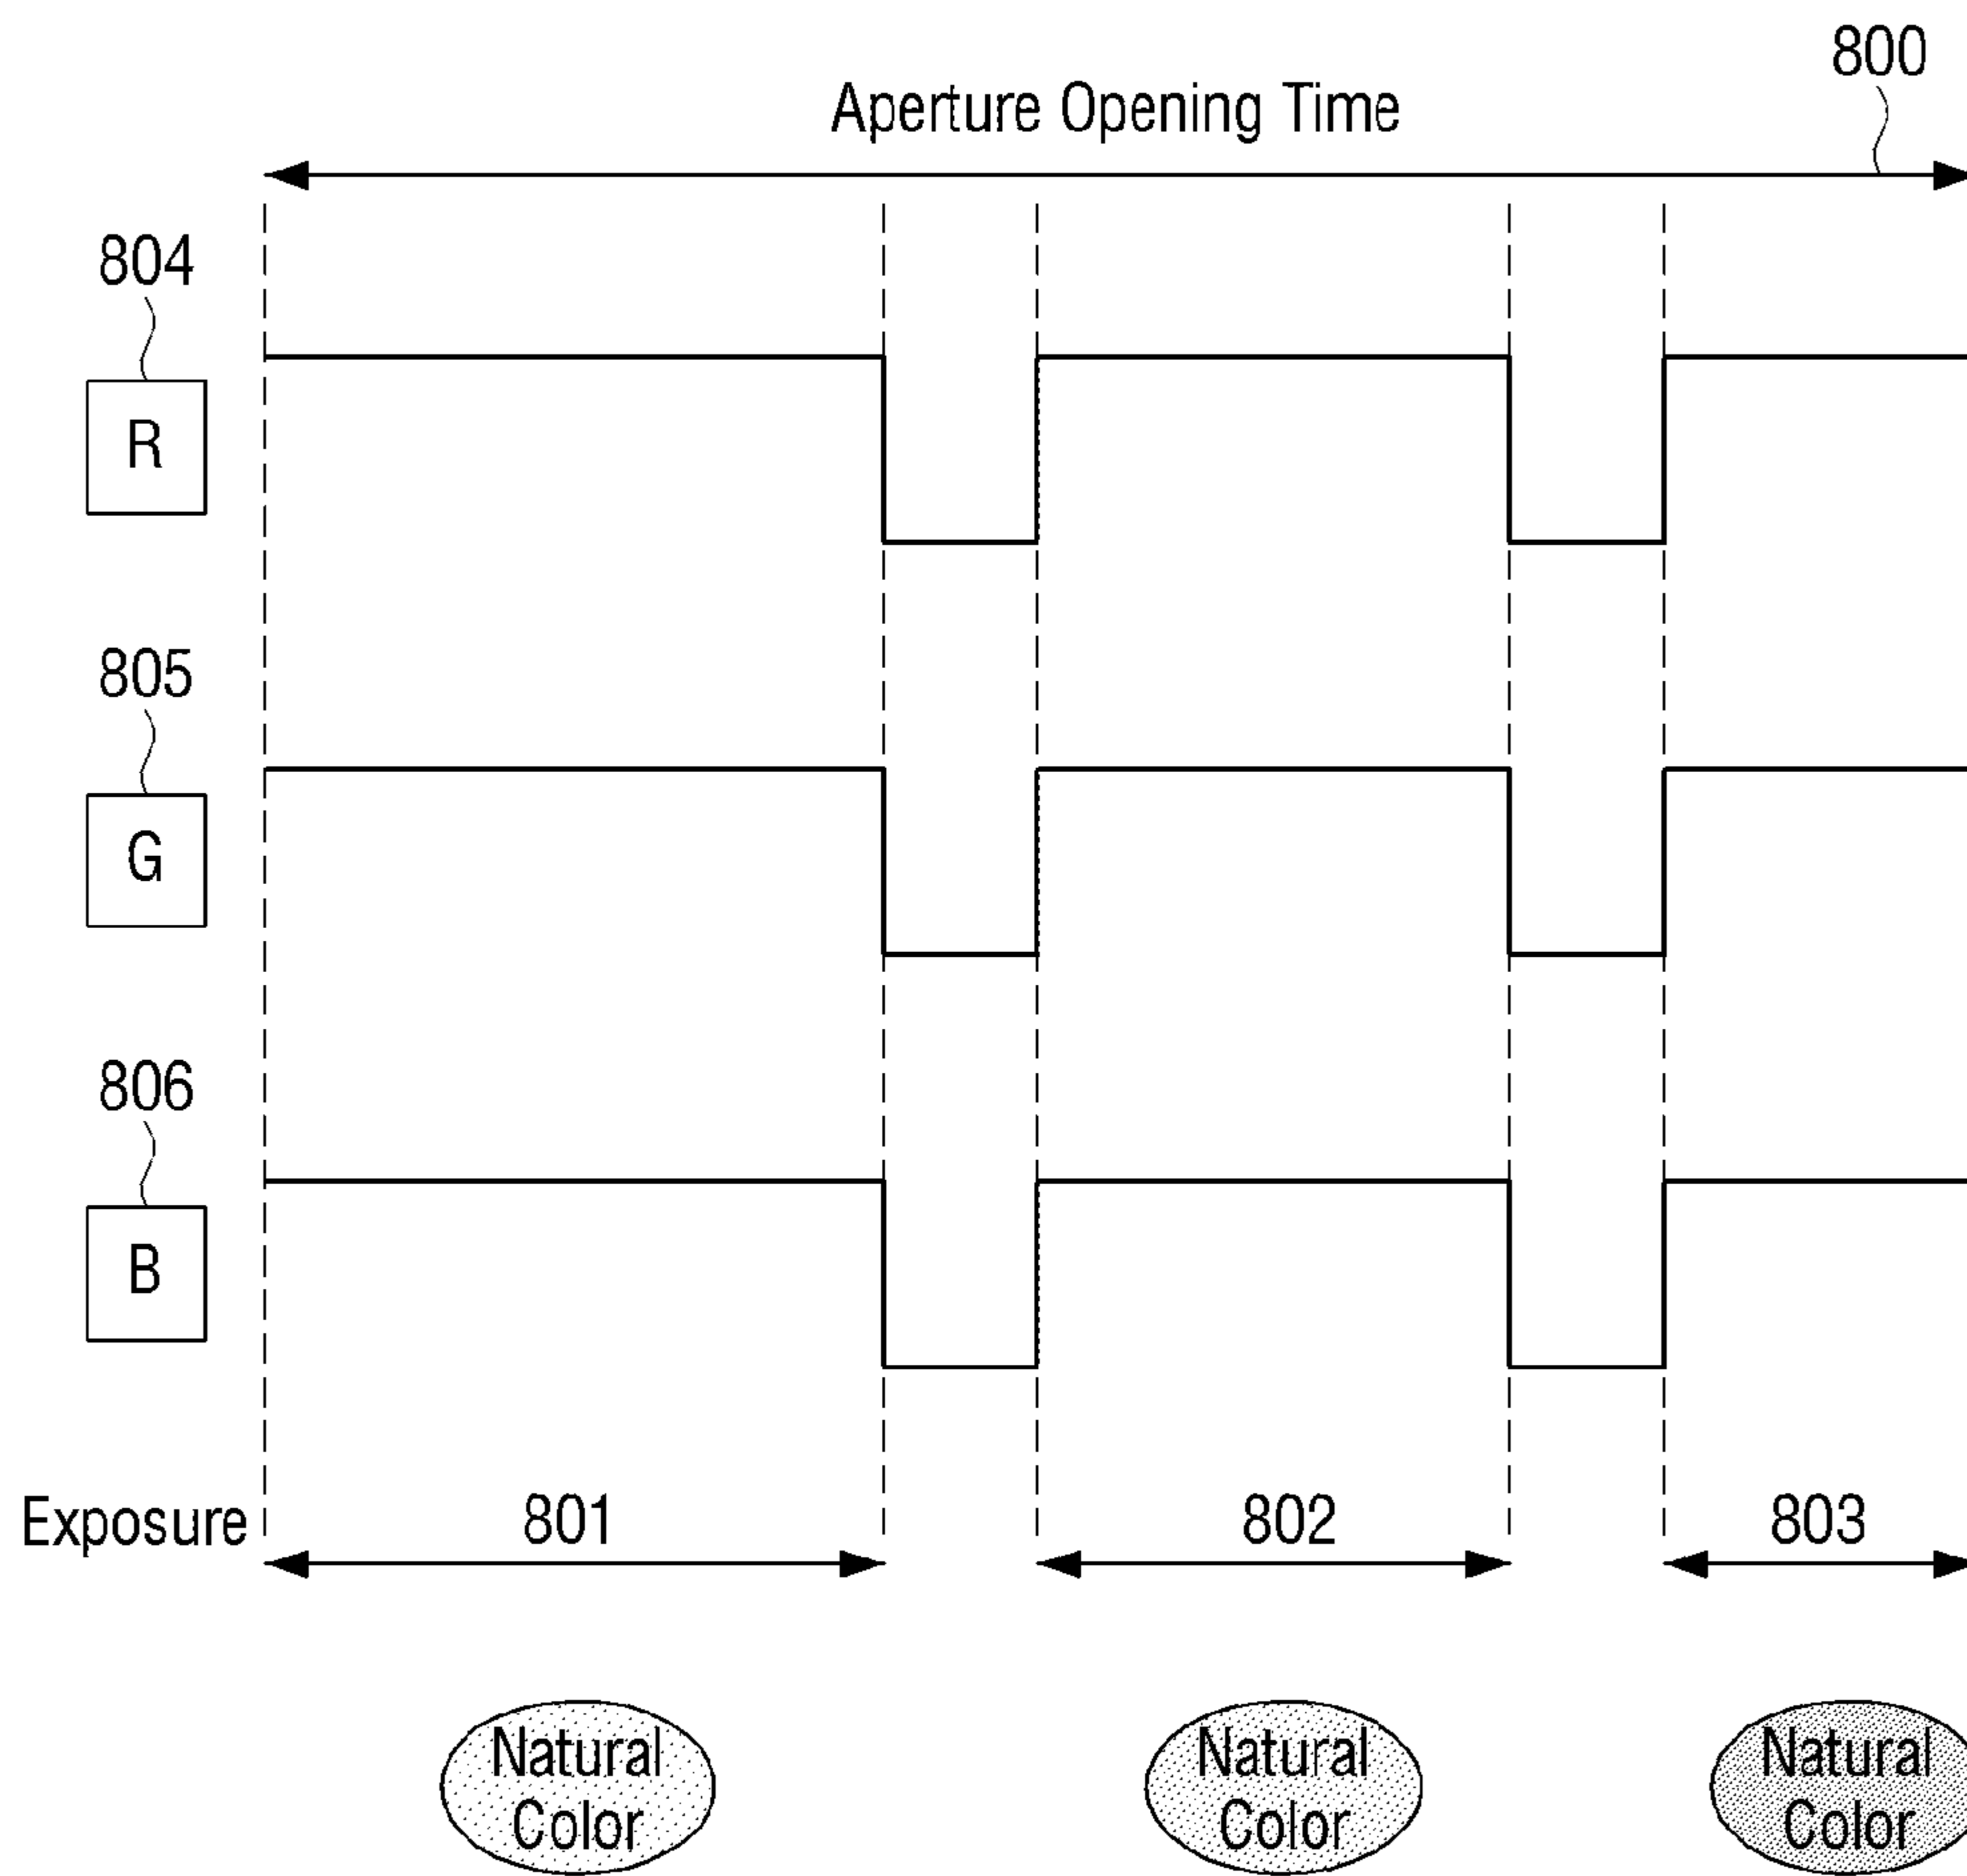 800
Aperture Opening Time
804
R
805
G
806
B
Exposure 801 802 803
Natural
Color
Natural
Color
Natural
Color